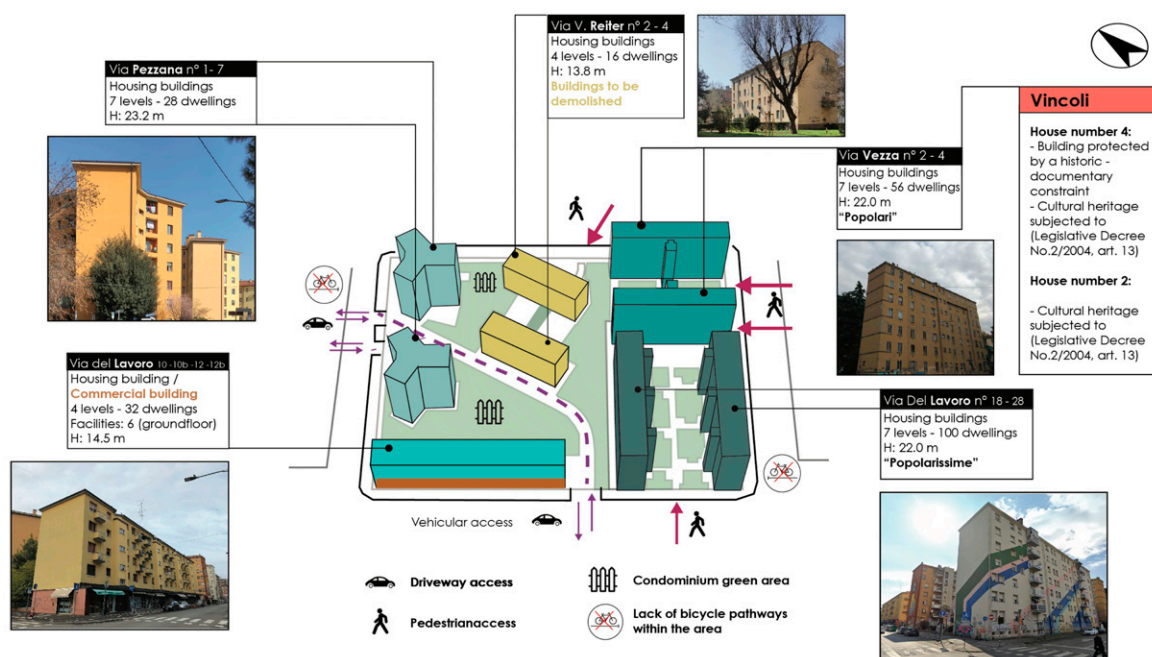 Via V. Reiter n° 2 - 4
Housing buildings
4 levels - 16 dwellings
H: 13.8 m
Buildings to be
demolished
Via Pezzana n° 1- 7
Housing buildings
7 levels - 28 dwellings
H: 23.2 m
Vincoli
House number 4:
- Building protected
by a historic -
documentary
constraint
- Cultural heritage
subjected to
(Legislative Decree
No.2/2004, art. 13)
House number 2:
- Cultural heritage
subjected to
(Legislative Decree
No.2/2004, art. 13)
Via Vezza n° 2 - 4
Housing buildings
7 levels - 56 dwellings
H: 22.0 m
"Popolari"
Via del Lavoro 10 -10b -12 -12b
Housing building /
Commercial building
4 levels - 32 dwellings
Facilities: 6 (groundfloor)
H: 14.5 m
Via Del Lavoro n° 18 - 28
Housing buildings
7 levels - 100 dwellings
H: 22.0 m
"Popolarissime"
Vehicular access
Driveway access
Condominium green area
Pedestrianaccess
Lack of bicycle pathways
within the area